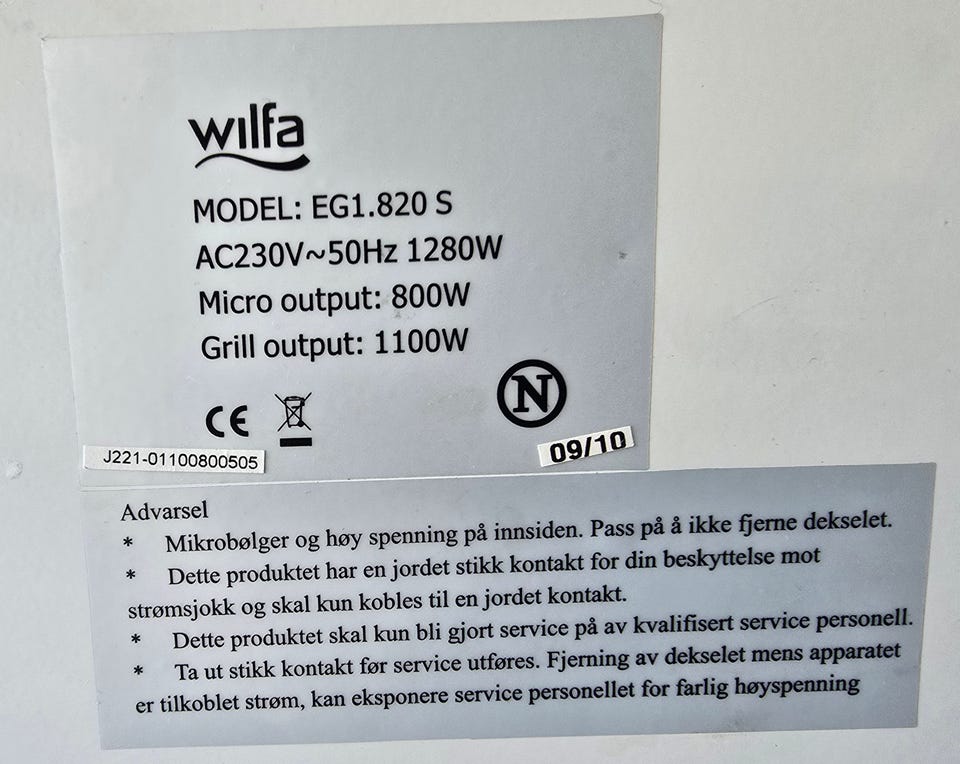 wilfa
MODEL: EG1.820 S
AC230V~50Hz 1280W
Micro output: 800W
Grill output: 1100W
CE
N
J221-01100800505
09/10
Advarsel
* Mikrobølger og høy spenning på innsiden. Pass på å ikke fjerne dekselet.
* Dette produktet har en jordet stikk kontakt for din beskyttelse mot
strømsjokk og skal kun kobles til en jordet kontakt.
* Dette produktet skal kun bli gjort service på av kvalifisert service personell.
* Ta ut stikk kontakt før service utføres. Fjerning av dekselet mens apparatet
er tilkoblet strøm, kan eksponere service personellet for farlig høyspenning